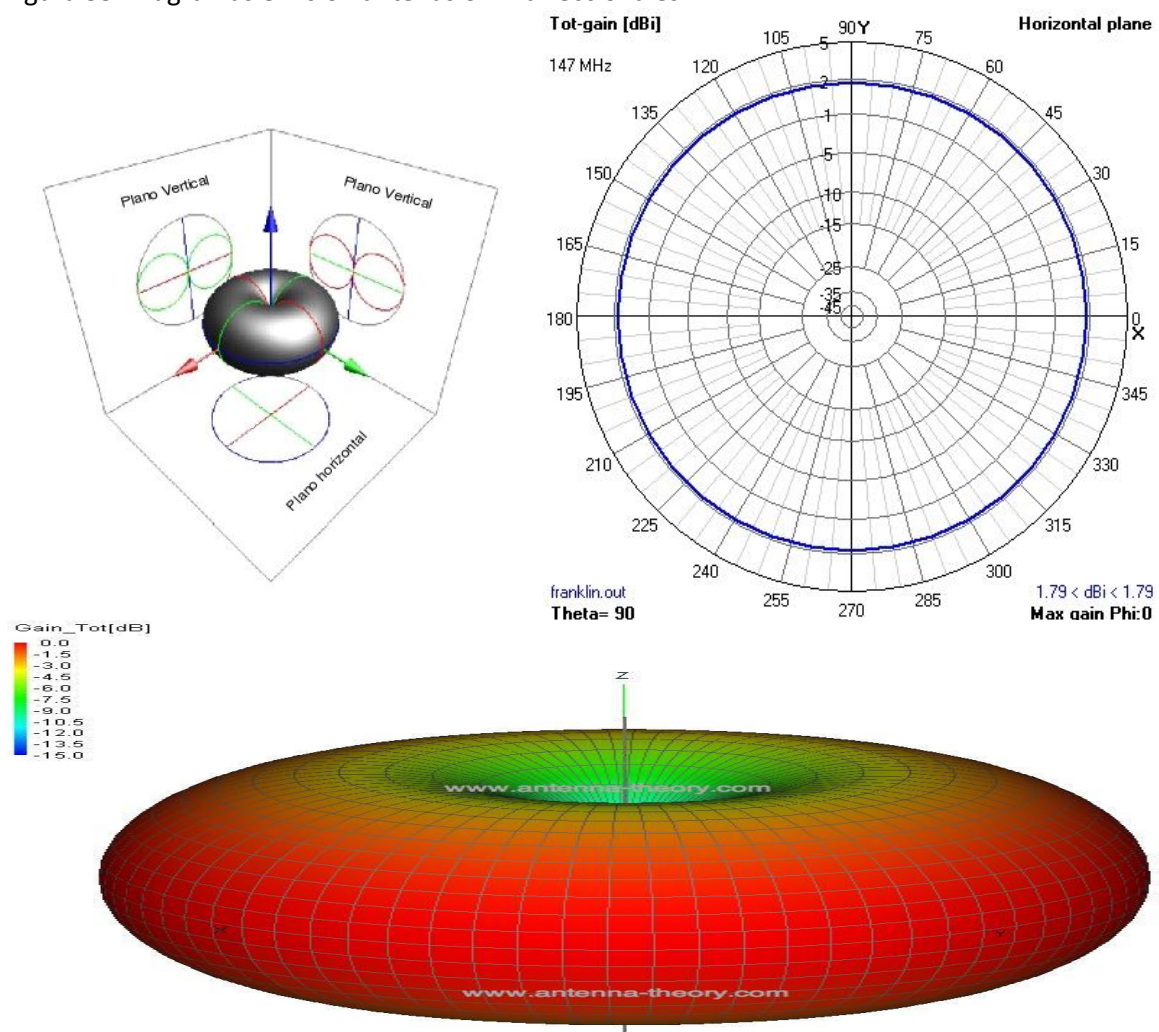 Plano Vertical
Plano Vertical
Plano horizontal
Tot-gain [dBi]
Horizontal plane
147 MHz
90 Y
105
75
120
60
135
45
150
30
165
15
180
0
X
195
345
210
330
225
315
240
300
255
285
270
5
2
-1
-5
-10
-15
-25
-35
-45
franklin.out
1.79 < dBi < 1.79
Theta= 90
Max gain Phi:0
Gain_Tot[dB]
0.0
-1.5
-3.0
-4.5
-6.0
-7.5
-9.0
-10.5
-12.0
-13.5
-15.0
Z
www.antenna-theory.com
www.antenna-theory.com